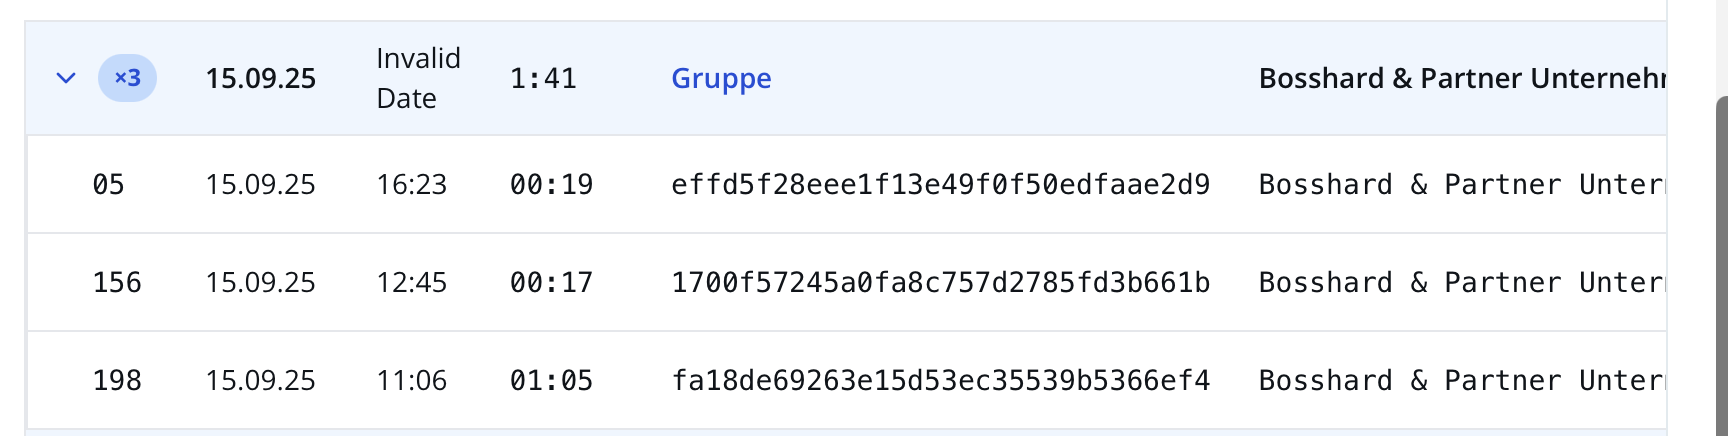 ×3 15.09.25 Invalid Date 1:41 Gruppe Bosshard & Partner Unterneh
05 15.09.25 16:23 00:19 effd5f28eee1f13e49f0f50edfaae2d9 Bosshard & Partner Unter
156 15.09.25 12:45 00:17 1700f57245a0fa8c757d2785fd3b661b Bosshard & Partner Unter
198 15.09.25 11:06 01:05 fa18de69263e15d53ec35539b5366ef4 Bosshard & Partner Unter